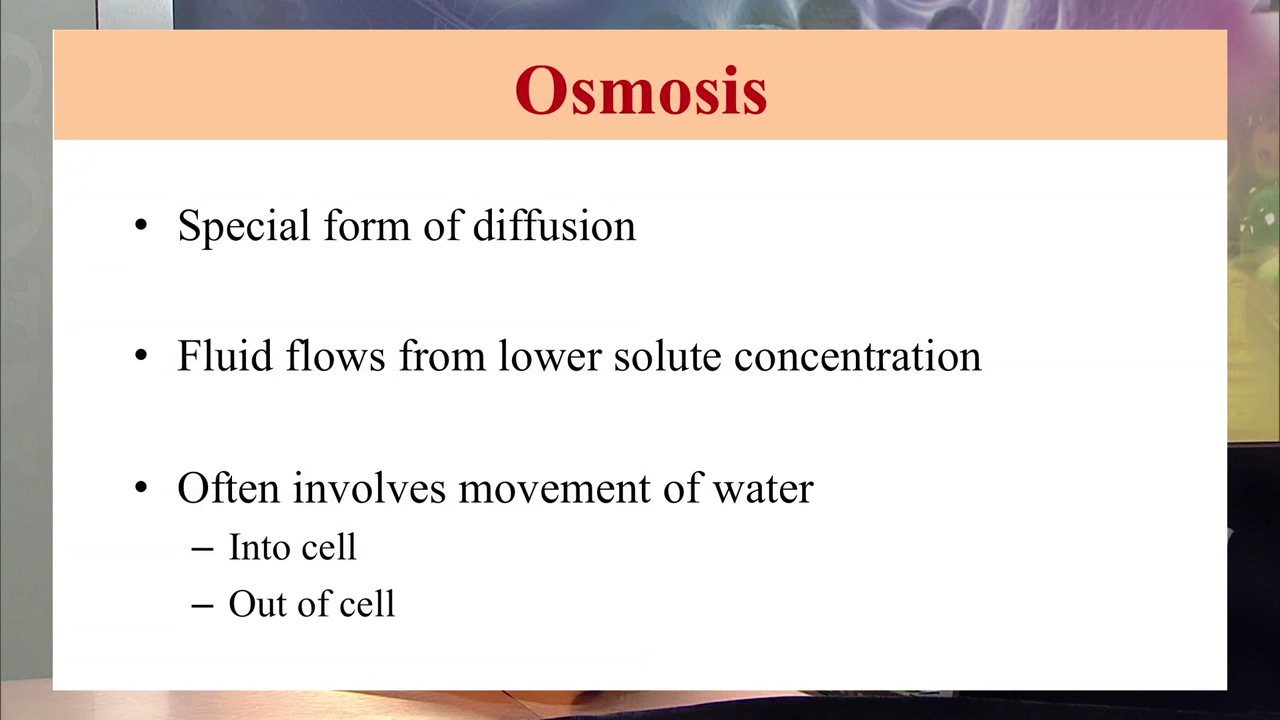 Osmosis
• Special form of diffusion
• Fluid flows from lower solute concentration
• Often involves movement of water
– Into cell
– Out of cell